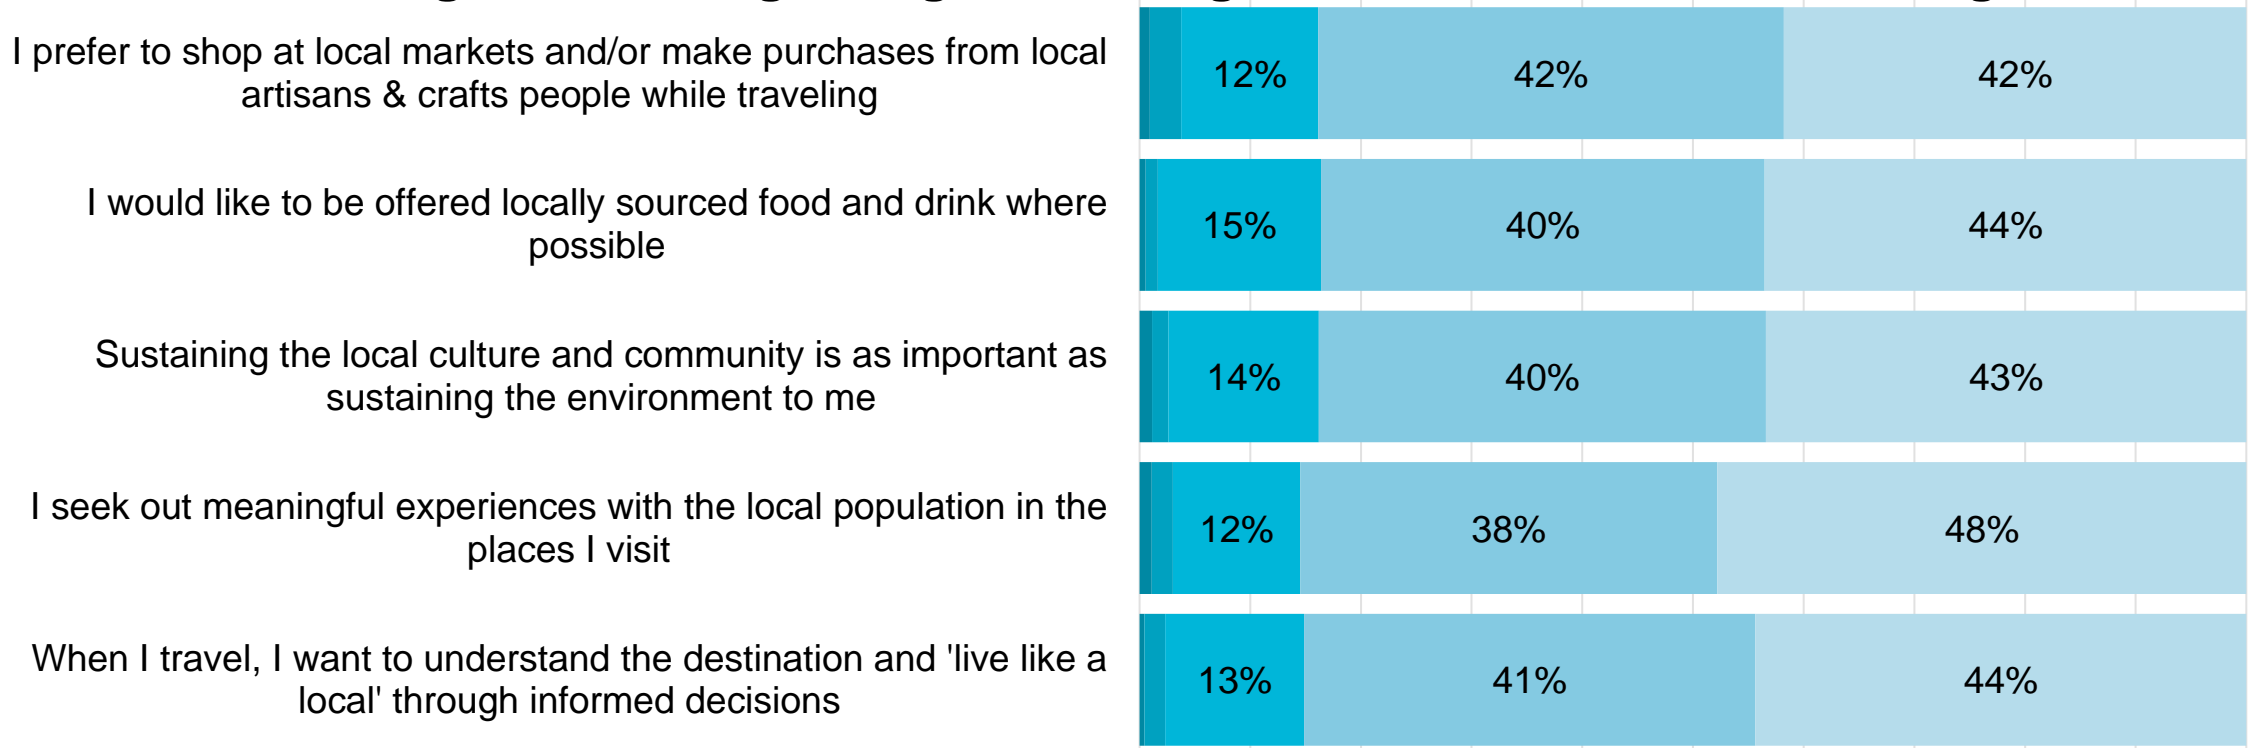 I prefer to shop at local markets and/or make purchases from local
artisans & crafts people while traveling
12% 42% 42%
I would like to be offered locally sourced food and drink where
possible
15% 40% 44%
Sustaining the local culture and community is as important as
sustaining the environment to me
14% 40% 43%
I seek out meaningful experiences with the local population in the
places I visit
12% 38% 48%
When I travel, I want to understand the destination and 'live like a
local' through informed decisions
13% 41% 44%